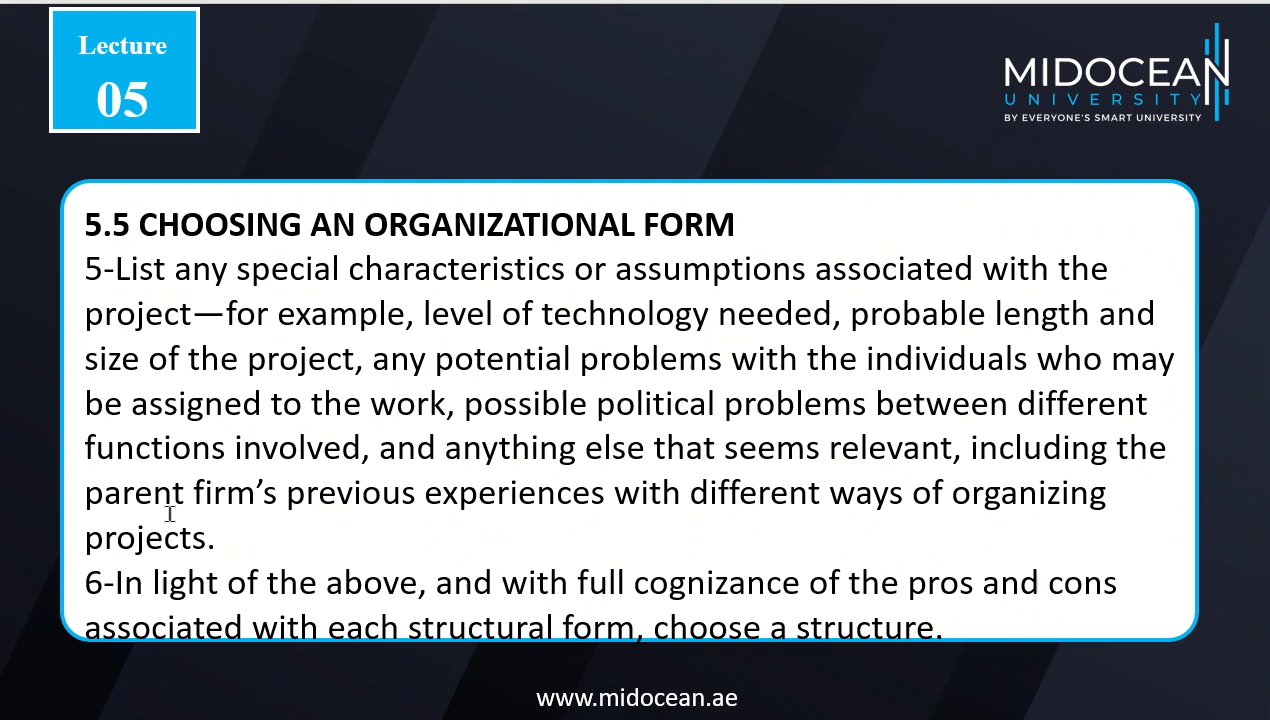 Lecture
05
MIDOCEAN
UNIVERSITY
BY EVERYONE'S SMART UNIVERSITY
5.5 CHOOSING AN ORGANIZATIONAL FORM
5-List any special characteristics or assumptions associated with the
project—for example, level of technology needed, probable length and
size of the project, any potential problems with the individuals who may
be assigned to the work, possible political problems between different
functions involved, and anything else that seems relevant, including the
parent firm’s previous experiences with different ways of organizing
projects.
6-In light of the above, and with full cognizance of the pros and cons
associated with each structural form, choose a structure.
www.midocean.ae